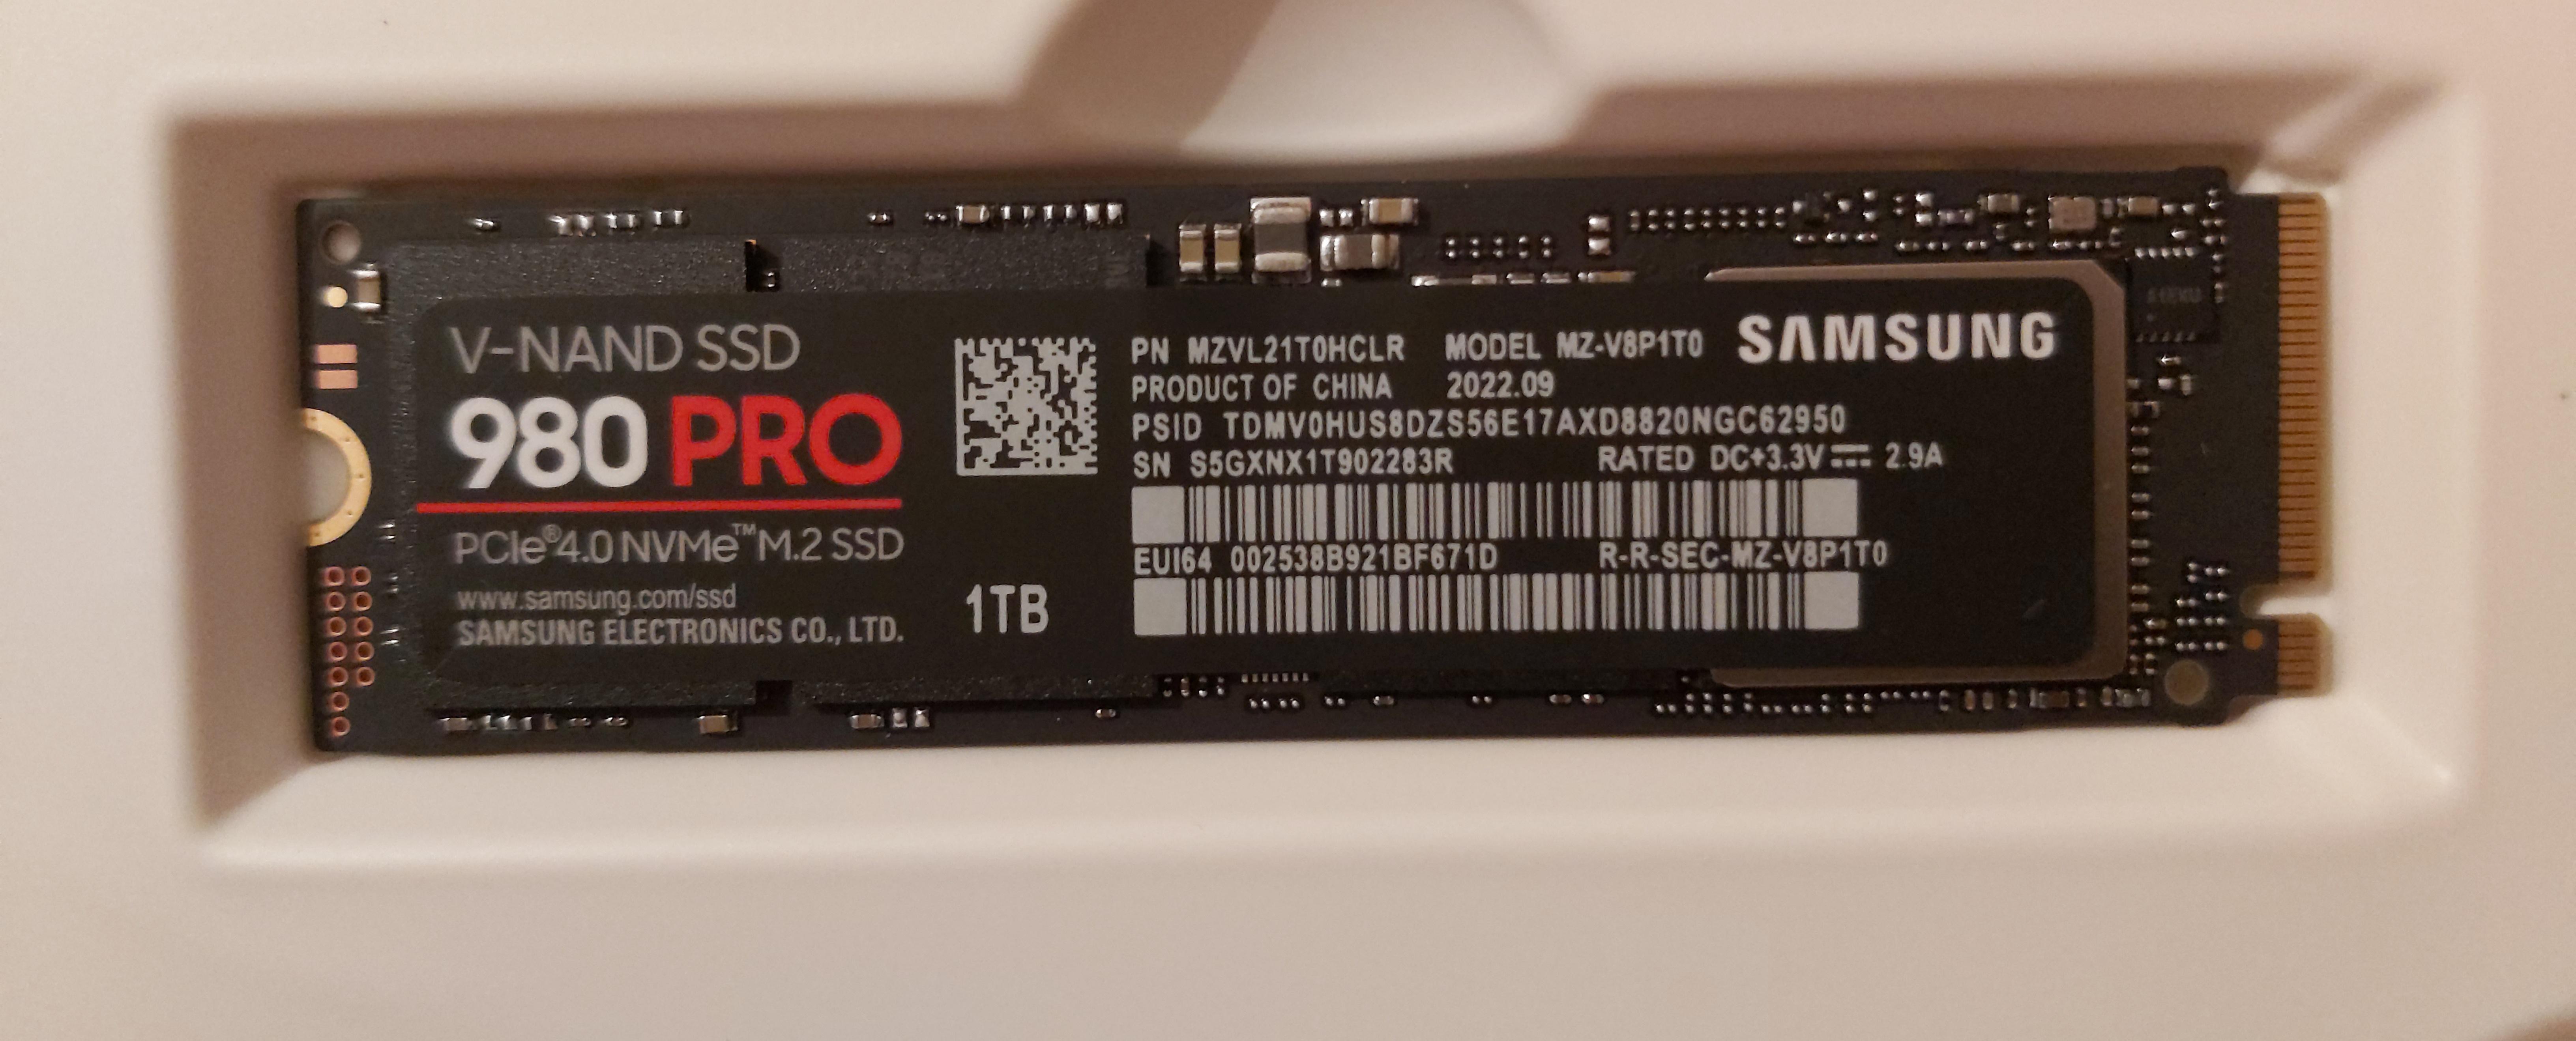 V-NAND SSD
980 PRO
PCIe®4.0 NVMe™ M.2 SSD
www.samsung.com/ssd
SAMSUNG ELECTRONICS CO., LTD.
1TB
PN MZVL21T0HCLR MODEL MZ-V8P1T0
SAMSUNG
PRODUCT OF CHINA 2022.09
PSID TDMV0HUS8DZS56E17AXD8820NGC62950
SN S5GXNX1T902283R RATED DC+3.3V⎓ 2.9A
EUI64 002538B921BF671D R-R-SEC-MZ-V8P1T0